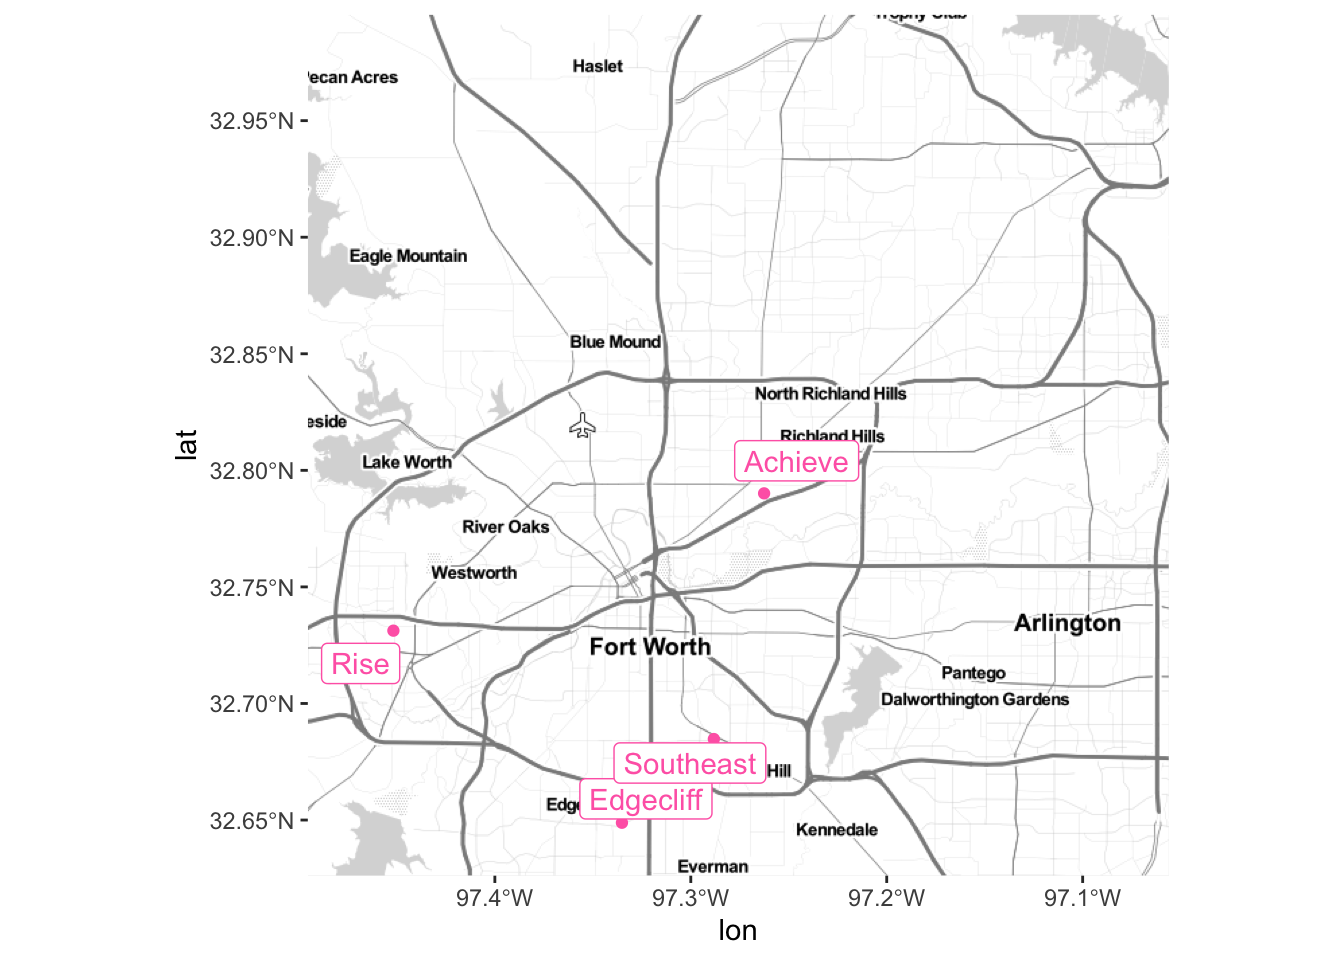 Trophy Club
Haslet
ecan Acres
32.95°N
32.90°N
Eagle Mountain
32.85°N
Blue Mound
North Richland Hills
eside
Richland Hills
lat
32.80°N
Lake Worth
Achieve
River Oaks
32.75°N
Westworth
Arlington
Fort Worth
Rise
Pantego
32.70°N
Dalworthington Gardens
Southeast
Hill
Edge
Edgecliff
32.65°N
Kennedale
Everman
97.4°W
97.3°W
97.2°W
97.1°W
lon